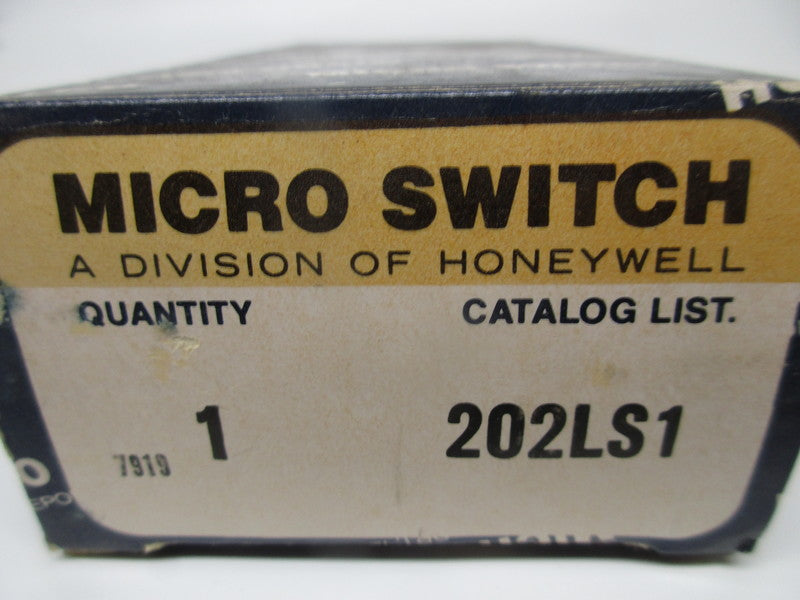 MICRO SWITCH
A DIVISION OF HONEYWELL
QUANTITY CATALOG LIST.
7919 1 202LS1